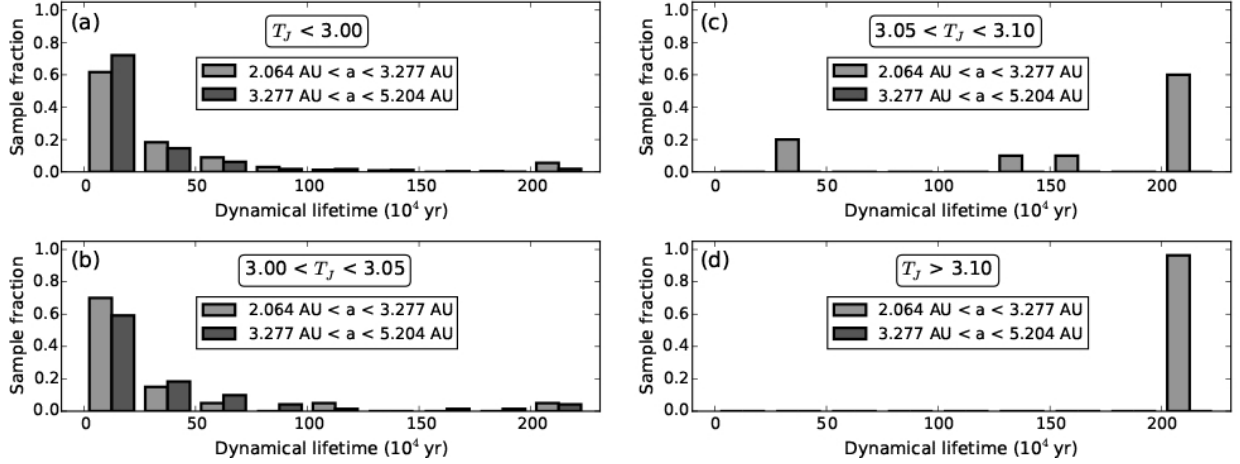 (a)
T_J < 3.00
2.064 AU < a < 3.277 AU
3.277 AU < a < 5.204 AU
Sample fraction
1.0
0.8
0.6
0.4
0.2
0.0
0 50 100 150 200
Dynamical lifetime (10^4 yr)
(b)
3.00 < T_J < 3.05
2.064 AU < a < 3.277 AU
3.277 AU < a < 5.204 AU
Sample fraction
1.0
0.8
0.6
0.4
0.2
0.0
0 50 100 150 200
Dynamical lifetime (10^4 yr)
(c)
3.05 < T_J < 3.10
2.064 AU < a < 3.277 AU
3.277 AU < a < 5.204 AU
Sample fraction
1.0
0.8
0.6
0.4
0.2
0.0
0 50 100 150 200
Dynamical lifetime (10^4 yr)
(d)
T_J > 3.10
2.064 AU < a < 3.277 AU
3.277 AU < a < 5.204 AU
Sample fraction
1.0
0.8
0.6
0.4
0.2
0.0
0 50 100 150 200
Dynamical lifetime (10^4 yr)